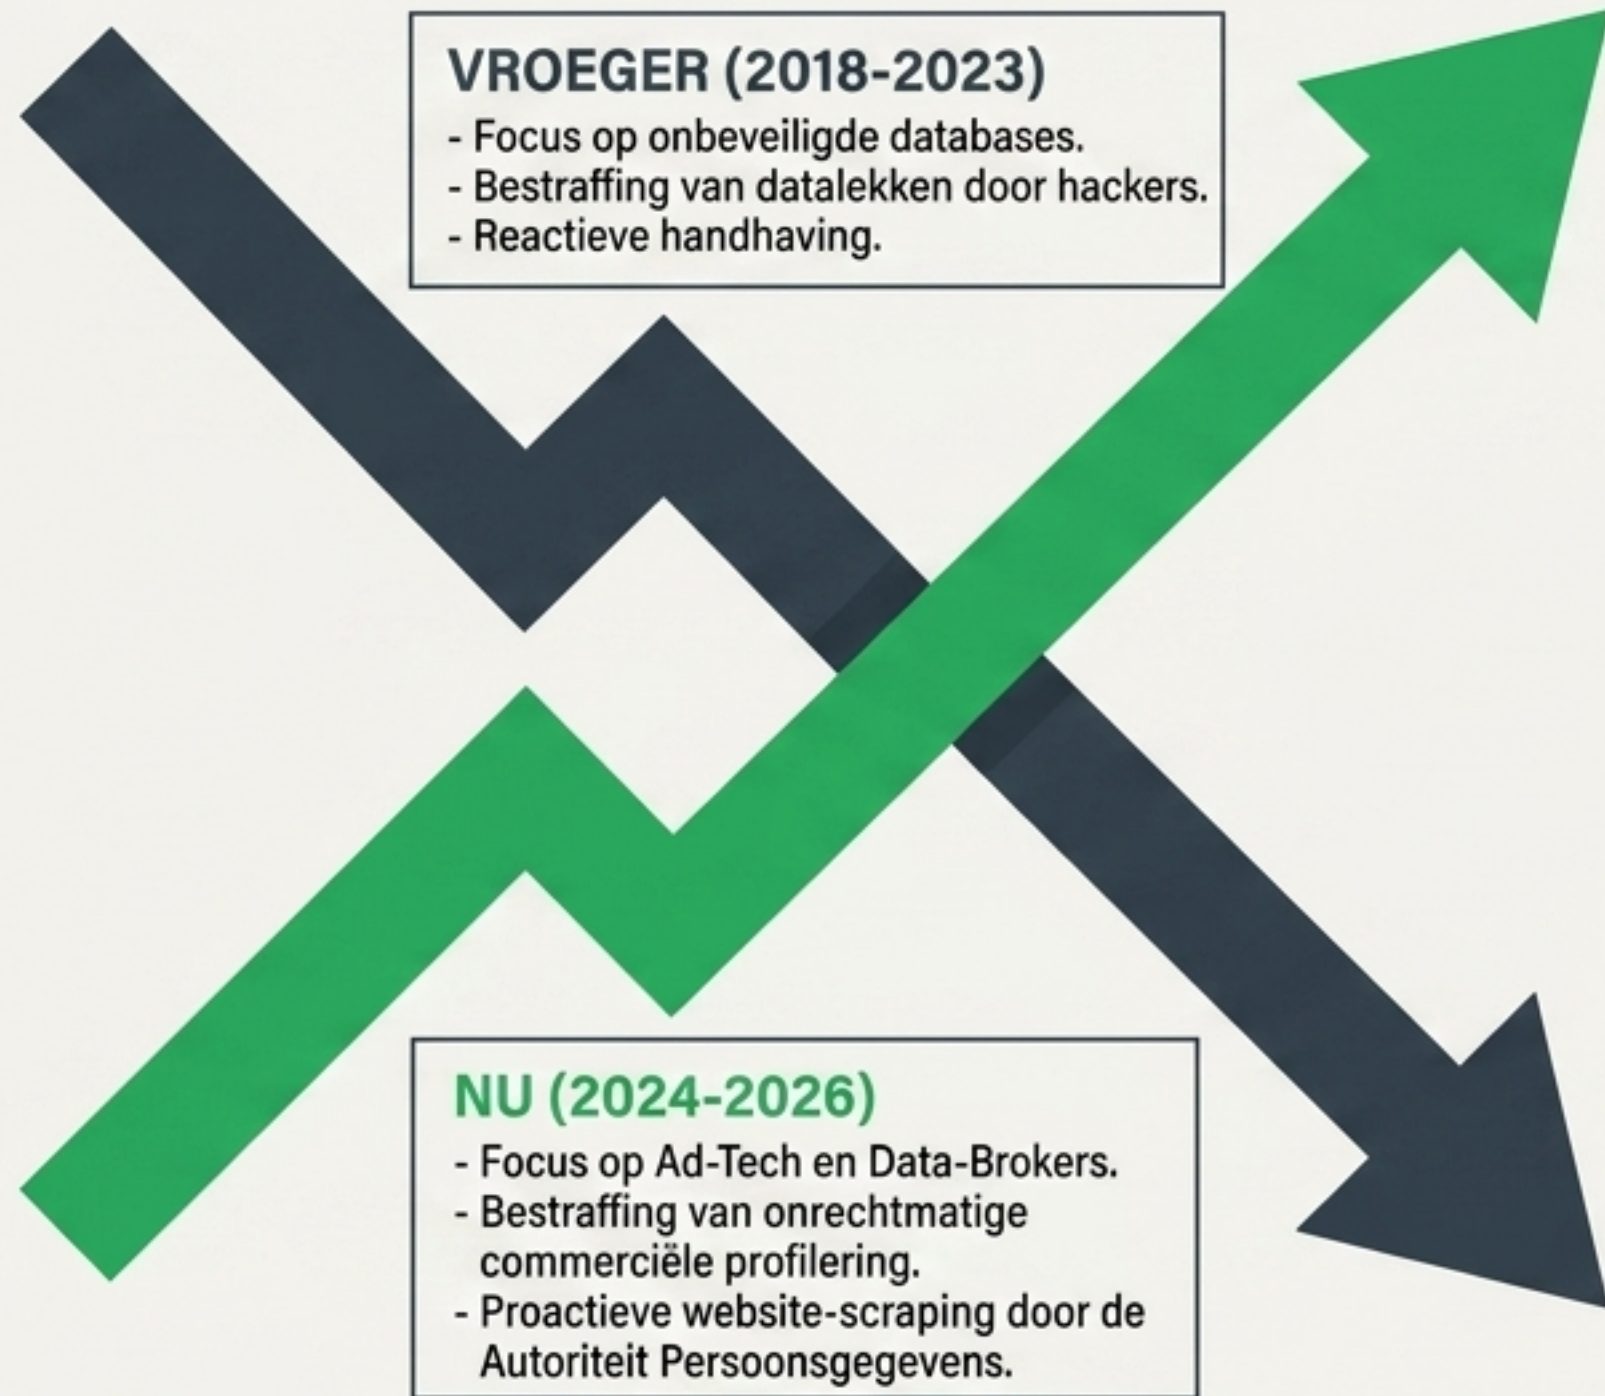 VROEGER (2018-2023)
- Focus op onbeveiligde databases.
- Bestraffing van datalekken door hackers.
- Reactieve handhaving.
NU (2024-2026)
- Focus op Ad-Tech en Data-Brokers.
- Bestraffing van onrechtmatige
commerciële profilering.
- Proactieve website-scraping door de
Autoriteit Persoonsgegevens.